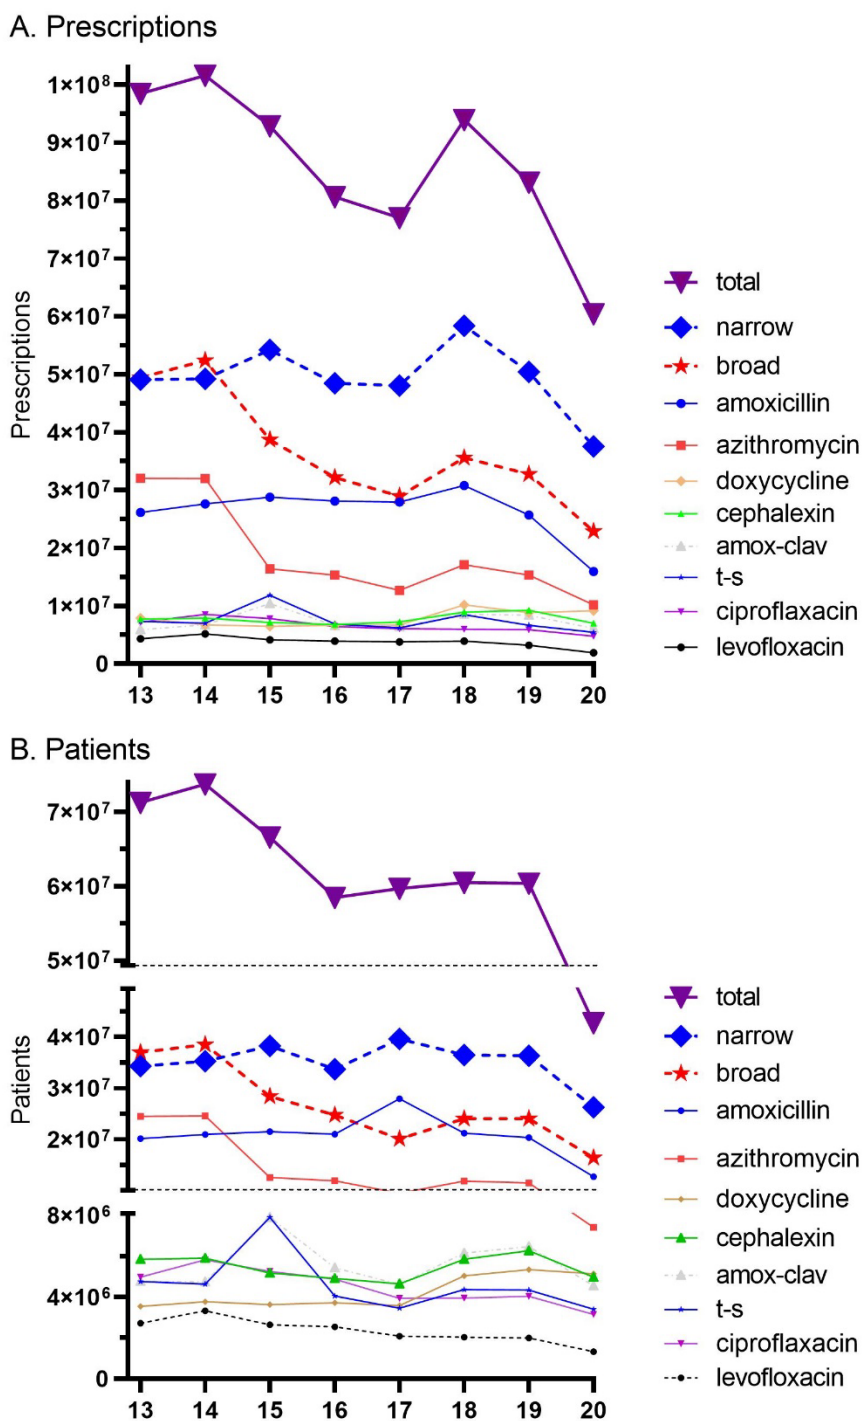 A. Prescriptions
Prescriptions
1×10⁸
9×10⁷
8×10⁷
7×10⁷
6×10⁷
5×10⁷
4×10⁷
3×10⁷
2×10⁷
1×10⁷
0
13 14 15 16 17 18 19 20
total
narrow
broad
amoxicillin
azithromycin
doxycycline
cephalexin
amox-clav
t-s
ciproflaxacin
levofloxacin
B. Patients
Patients
7×10⁷
6×10⁷
5×10⁷
4×10⁷
3×10⁷
2×10⁷
8×10⁶
4×10⁶
0
13 14 15 16 17 18 19 20
total
narrow
broad
amoxicillin
azithromycin
doxycycline
cephalexin
amox-clav
t-s
ciproflaxacin
levofloxacin